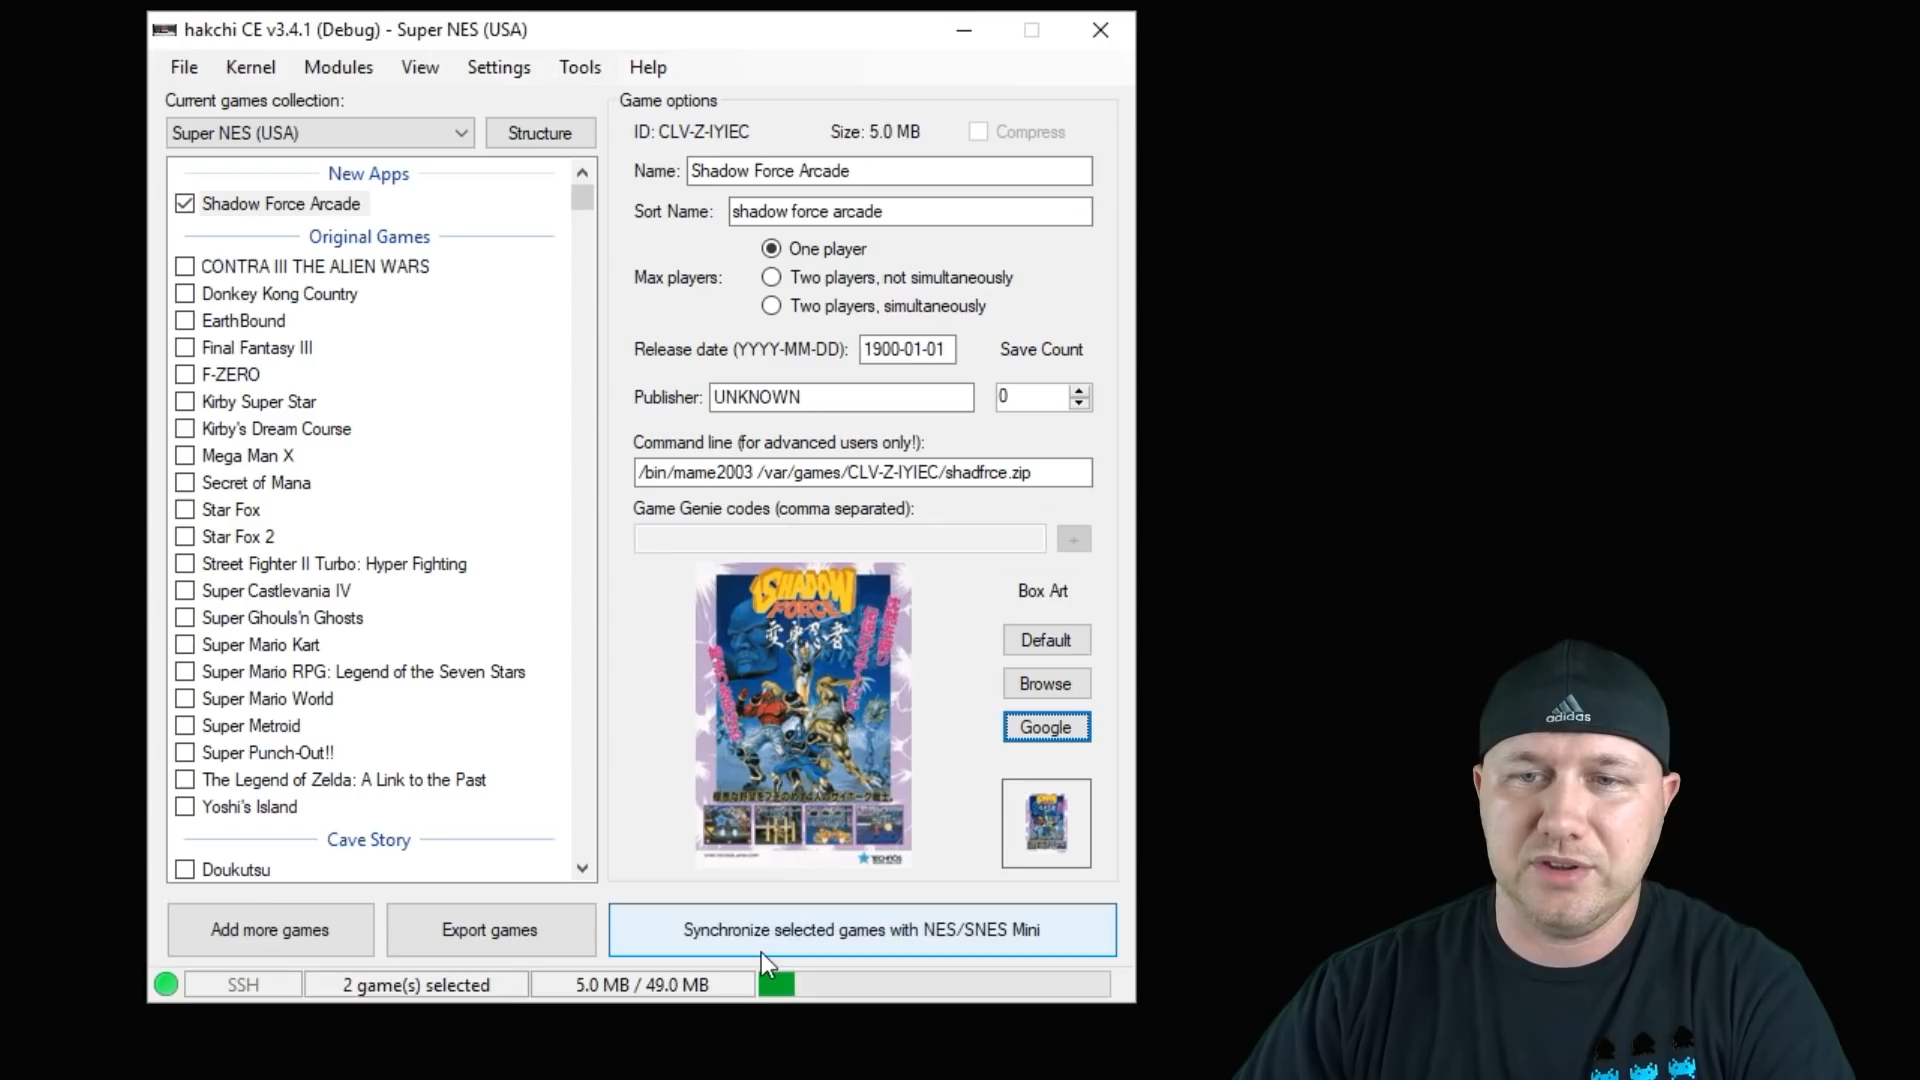 hakchi CE v3.4.1 (Debug) - Super NES (USA)
File Kernel Modules View Settings Tools Help
Current games collection:
Super NES (USA)
Structure
New Apps
Shadow Force Arcade
Original Games
CONTRA III THE ALIEN WARS
Donkey Kong Country
EarthBound
Final Fantasy III
F-ZERO
Kirby Super Star
Kirby's Dream Course
Mega Man X
Secret of Mana
Star Fox
Star Fox 2
Street Fighter II Turbo: Hyper Fighting
Super Castlevania IV
Super Ghouls'n Ghosts
Super Mario Kart
Super Mario RPG: Legend of the Seven Stars
Super Mario World
Super Metroid
Super Punch-Out!!
The Legend of Zelda: A Link to the Past
Yoshi's Island
Cave Story
Doukutsu
Game options
ID: CLV-Z-IYIEC Size: 5.0 MB Compress
Name: Shadow Force Arcade
Sort Name: shadow force arcade
Max players:
One player
Two players, not simultaneously
Two players, simultaneously
Release date (YYYY-MM-DD): 1900-01-01 Save Count
Publisher: UNKNOWN 0
Command line (for advanced users only!):
/bin/mame2003 /var/games/CLV-Z-IYIEC/shadfrce.zip
Game Genie codes (comma separated):
+
SHADOW
FORCE
変身忍者
TECHNOS
Box Art
Default
Browse
Google
Add more games
Export games
Synchronize selected games with NES/SNES Mini
SSH
2 game(s) selected
5.0 MB / 49.0 MB
adidas